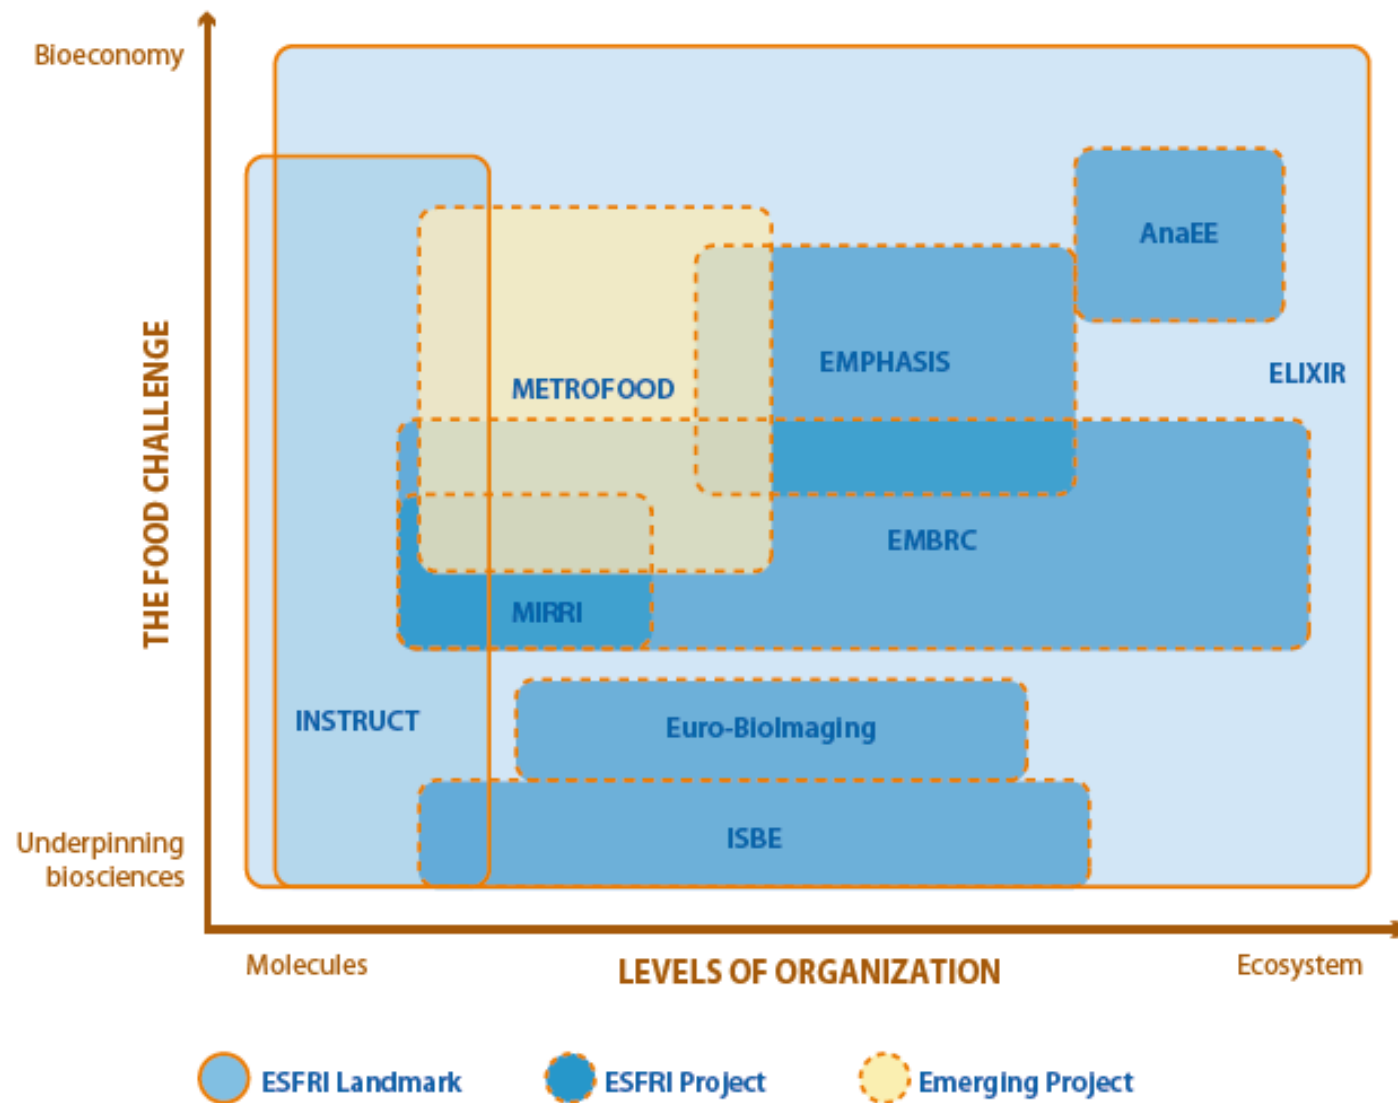 Bioeconomy
AnaEE
EMPHASIS
ELIXIR
METROFOOD
THE FOOD CHALLENGE
EMBRC
MIRRI
INSTRUCT
Euro-BioImaging
ISBE
Underpinning
biosciences
Molecules
LEVELS OF ORGANIZATION
Ecosystem
ESFRI Landmark
ESFRI Project
Emerging Project